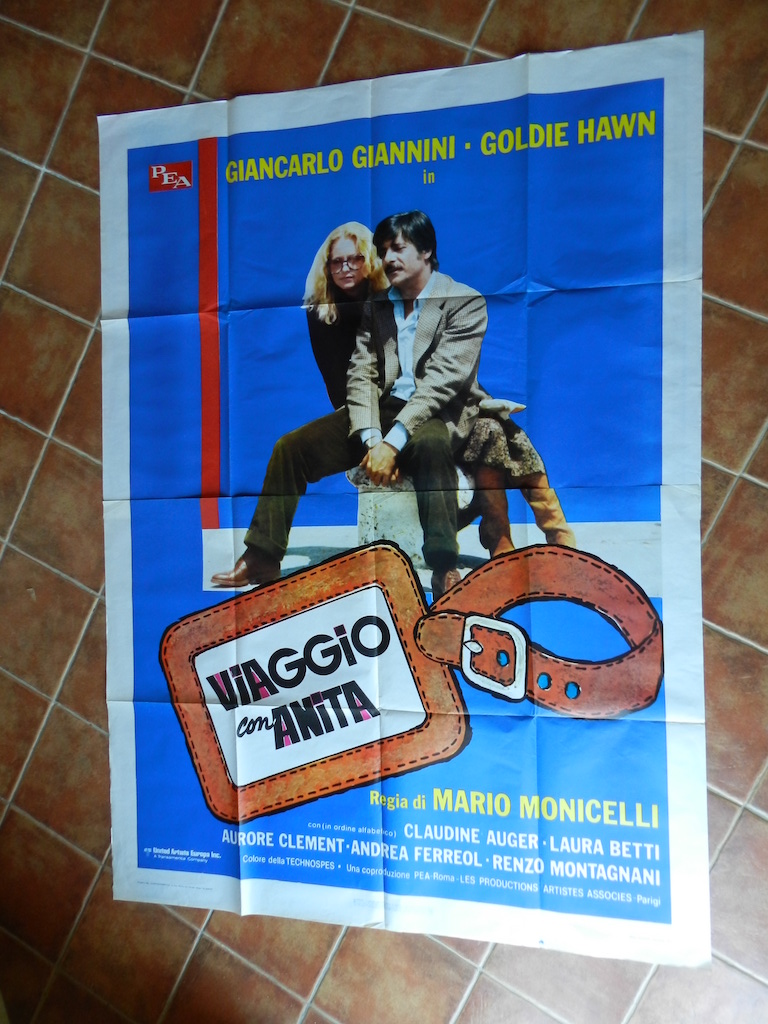 PEA
GIANCARLO GIANNINI · GOLDIE HAWN
in
VIAGGIO
con ANITA
Regia di MARIO MONICELLI
con (in ordine alfabetico) CLAUDINE AUGER · LAURA BETTI
AURORE CLEMENT · ANDREA FERREOL · RENZO MONTAGNANI
Colore della TECHNOSPES · Una coproduzione PEA - Roma - LES PRODUCTIONS ARTISTES ASSOCIES - Parigi
United Artists Europa Inc.
A Transamerica Company